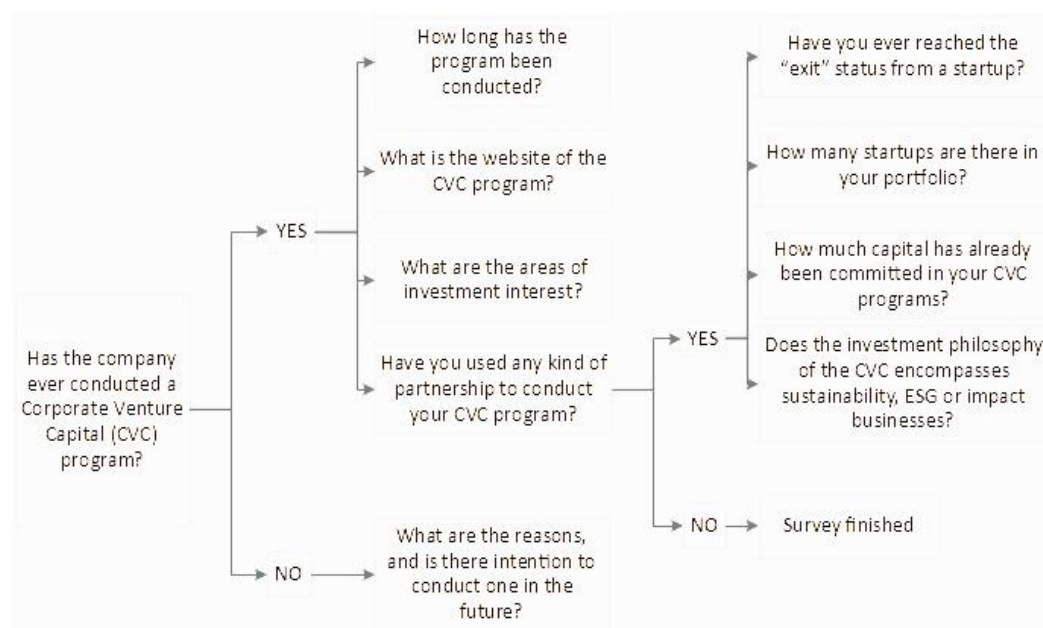 Has the company
ever conducted a
Corporate Venture
Capital (CVC)
program?
YES
How long has the
program been
conducted?
What is the website of the
CVC program?
What are the areas of
investment interest?
Have you used any kind of
partnership to conduct
your CVC program?
YES
Have you ever reached the
“exit” status from a startup?
How many startups are there in
your portfolio?
How much capital has already
been committed in your CVC
programs?
Does the investment philosophy
of the CVC encompasses
sustainability, ESG or impact
businesses?
NO
Survey finished
NO
What are the reasons,
and is there intention to
conduct one in the
future?